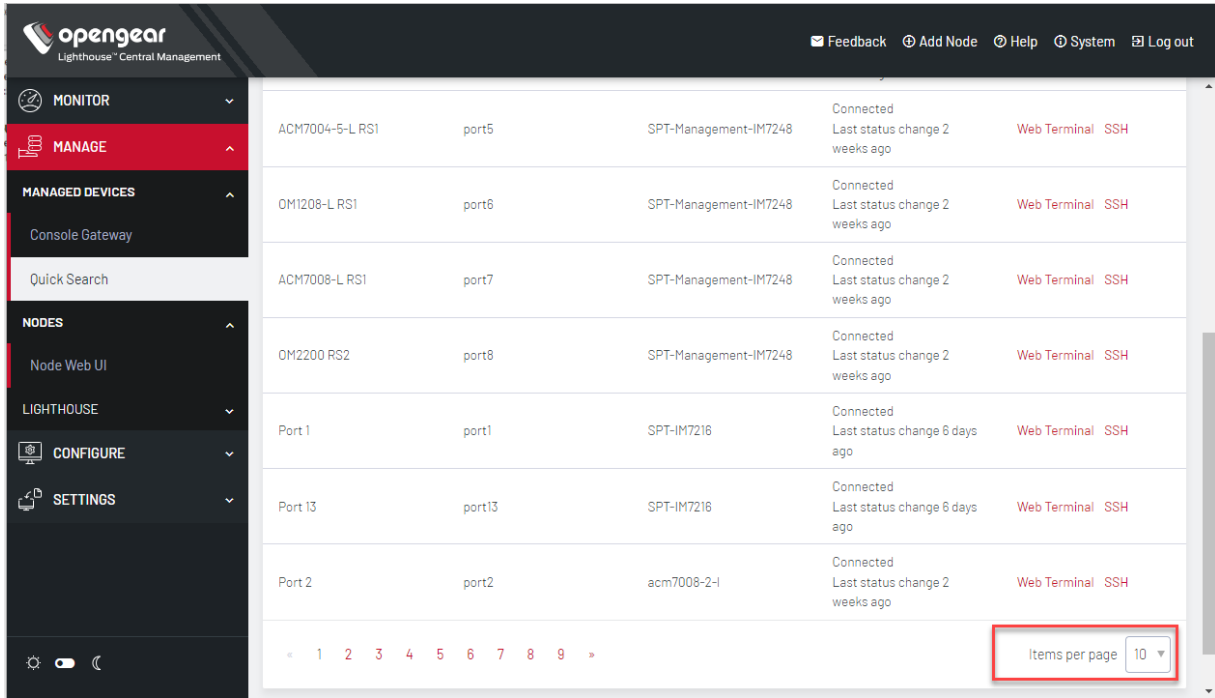 opengear
Lighthouse™ Central Management
Feedback Add Node Help System Log out
MONITOR
MANAGE
MANAGED DEVICES
Console Gateway
Quick Search
NODES
Node Web UI
LIGHTHOUSE
CONFIGURE
SETTINGS
ACM7004-5-L RS1 port5 SPT-Management-IM7248 Connected
Last status change 2
weeks ago
Web Terminal SSH
OM1208-L RS1 port6 SPT-Management-IM7248 Connected
Last status change 2
weeks ago
Web Terminal SSH
ACM7008-L RS1 port7 SPT-Management-IM7248 Connected
Last status change 2
weeks ago
Web Terminal SSH
OM2200 RS2 port8 SPT-Management-IM7248 Connected
Last status change 2
weeks ago
Web Terminal SSH
Port 1 port1 SPT-IM7216 Connected
Last status change 6 days
ago
Web Terminal SSH
Port 13 port13 SPT-IM7216 Connected
Last status change 6 days
ago
Web Terminal SSH
Port 2 port2 acm7008-2-l Connected
Last status change 2
weeks ago
Web Terminal SSH
« 1 2 3 4 5 6 7 8 9 »
Items per page 10